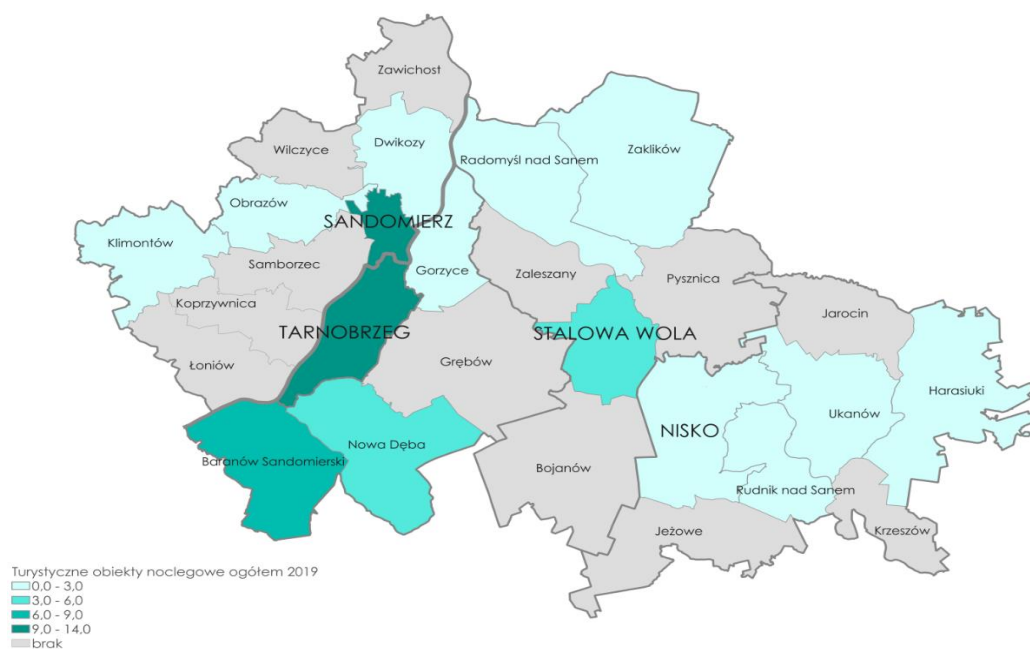 Zawichost
Dwikozy
Wilczyce
Radomyśl nad Sanem
Zaklików
Obrazów
SANDOMIERZ
Klimontów
Samborzec
Gorzyce
Zaleszany
Pysznica
Koprzywnica
Jarocin
TARNOBRZEG
STALOWA WOLA
Łoniów
Grębów
Harasiuki
Ukanów
NISKO
Nowa Dęba
Baranów Sandomierski
Bojanów
Rudnik nad Sanem
Jeżowe
Krzeszów
Turystyczne obiekty noclegowe ogółem 2019
0,0 - 3,0
3,0 - 6,0
6,0 - 9,0
9,0 - 14,0
brak